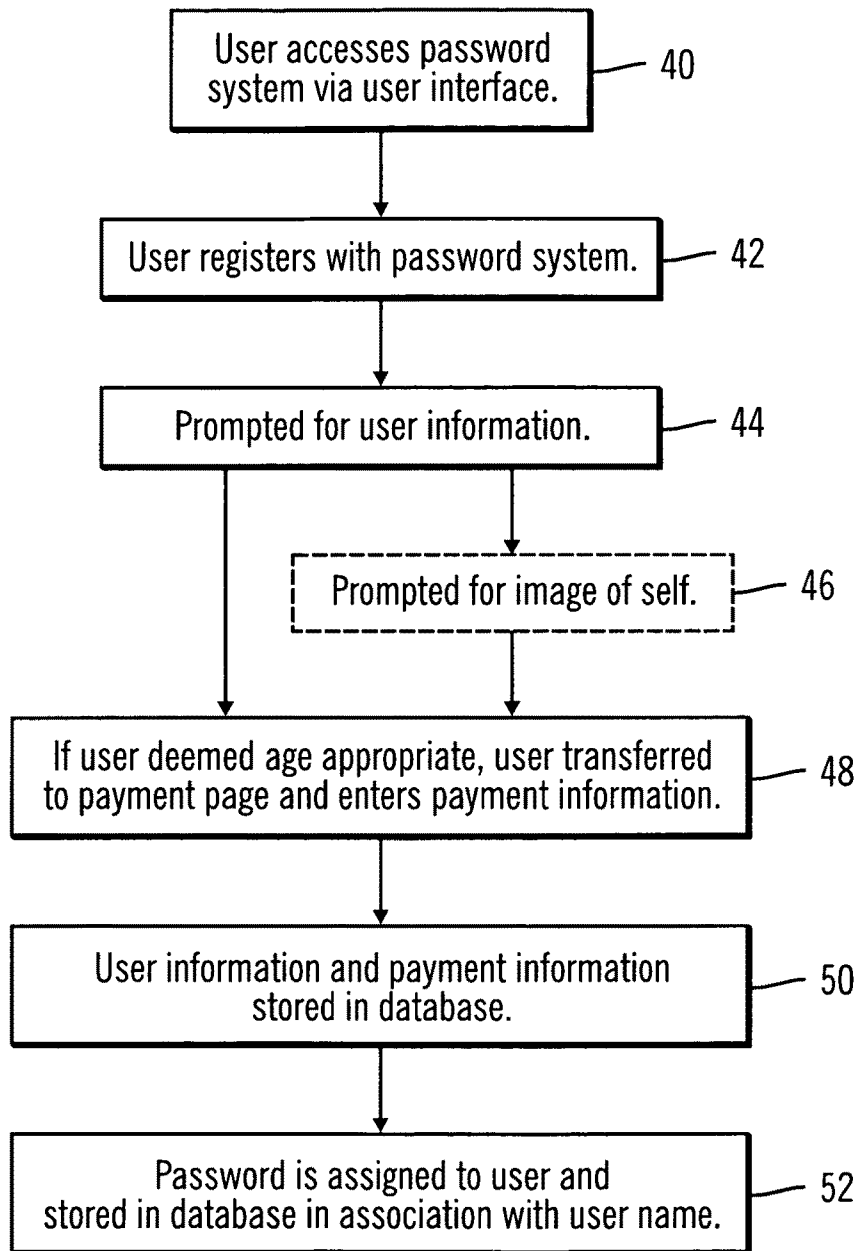 User accesses password
system via user interface.
40
User registers with password system.
42
Prompted for user information.
44
Prompted for image of self.
46
If user deemed age appropriate, user transferred
to payment page and enters payment information.
48
User information and payment information
stored in database.
50
Password is assigned to user and
stored in database in association with user name.
52